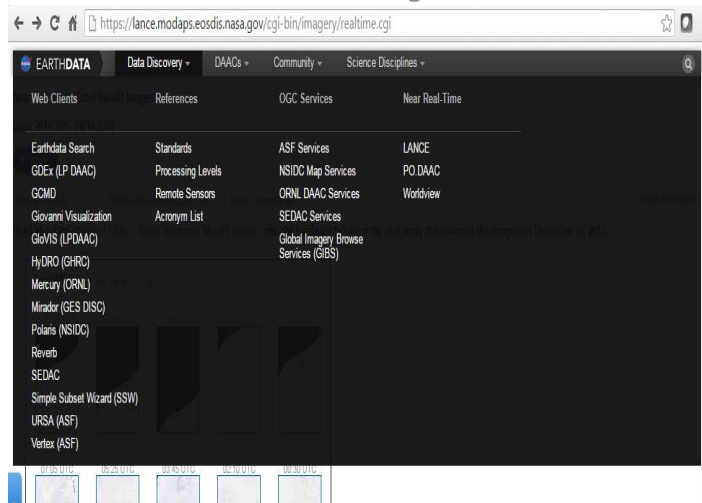 https://lance.modaps.eosdis.nasa.gov/cgi-bin/imagery/realtime.cgi
EARTHDATA Data Discovery DAACs Community Science Disciplines
Web Clients References OGC Services Near Real-Time
Earthdata Search Standards ASF Services LANCE
GDEx (LP DAAC) Processing Levels NSIDC Map Services PO.DAAC
GCMD Remote Sensors ORNL DAAC Services Worldview
Giovanni Visualization Acronym List SEDAC Services
GloVIS (LPDAAC) Global Imagery Browse
Services (GIBS)
HyDRO (GHRC)
Mercury (ORNL)
Mirador (GES DISC)
Polaris (NSIDC)
Reverb
SEDAC
Simple Subset Wizard (SSW)
URSA (ASF)
Vertex (ASF)
07:05 UTC 05:25 UTC 03:45 UTC 02:10 UTC 00:30 UTC